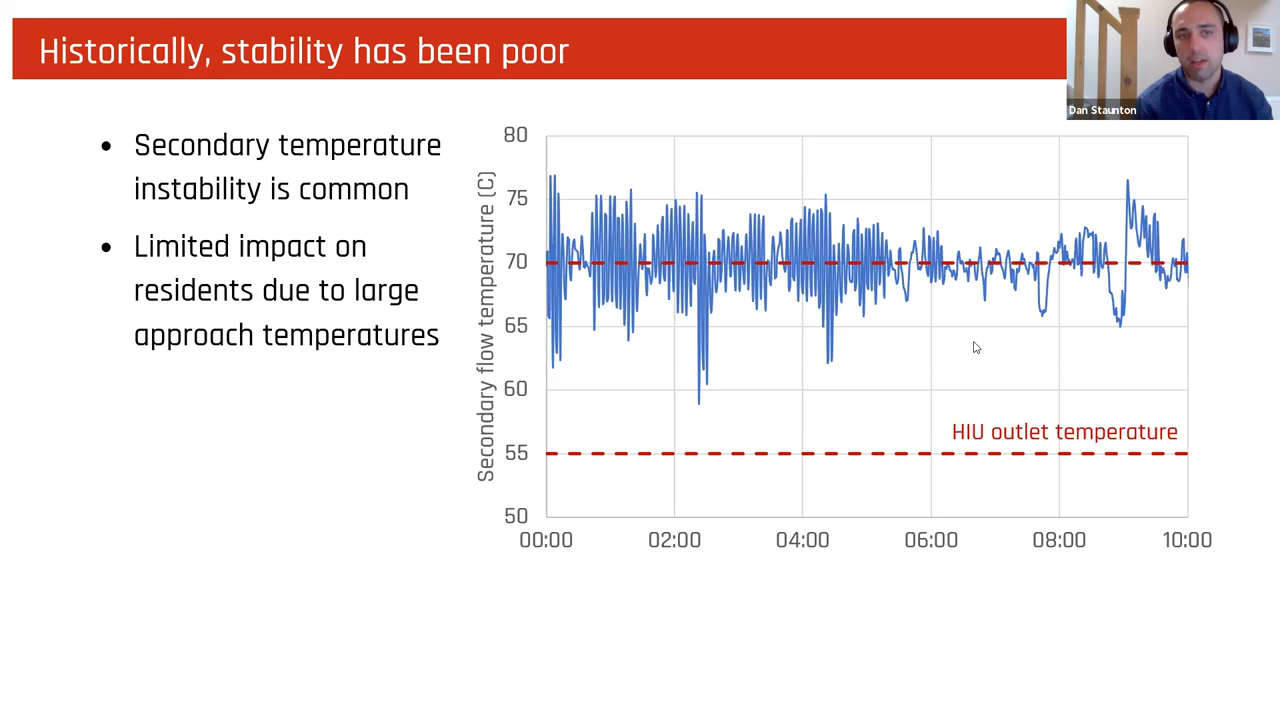 Historically, stability has been poor
Dan Staunton
• Secondary temperature
instability is common
• Limited impact on
residents due to large
approach temperatures
Secondary flow temperature (C)
80
75
70
65
60
55
50
HIU outlet temperature
00:00 02:00 04:00 06:00 08:00 10:00